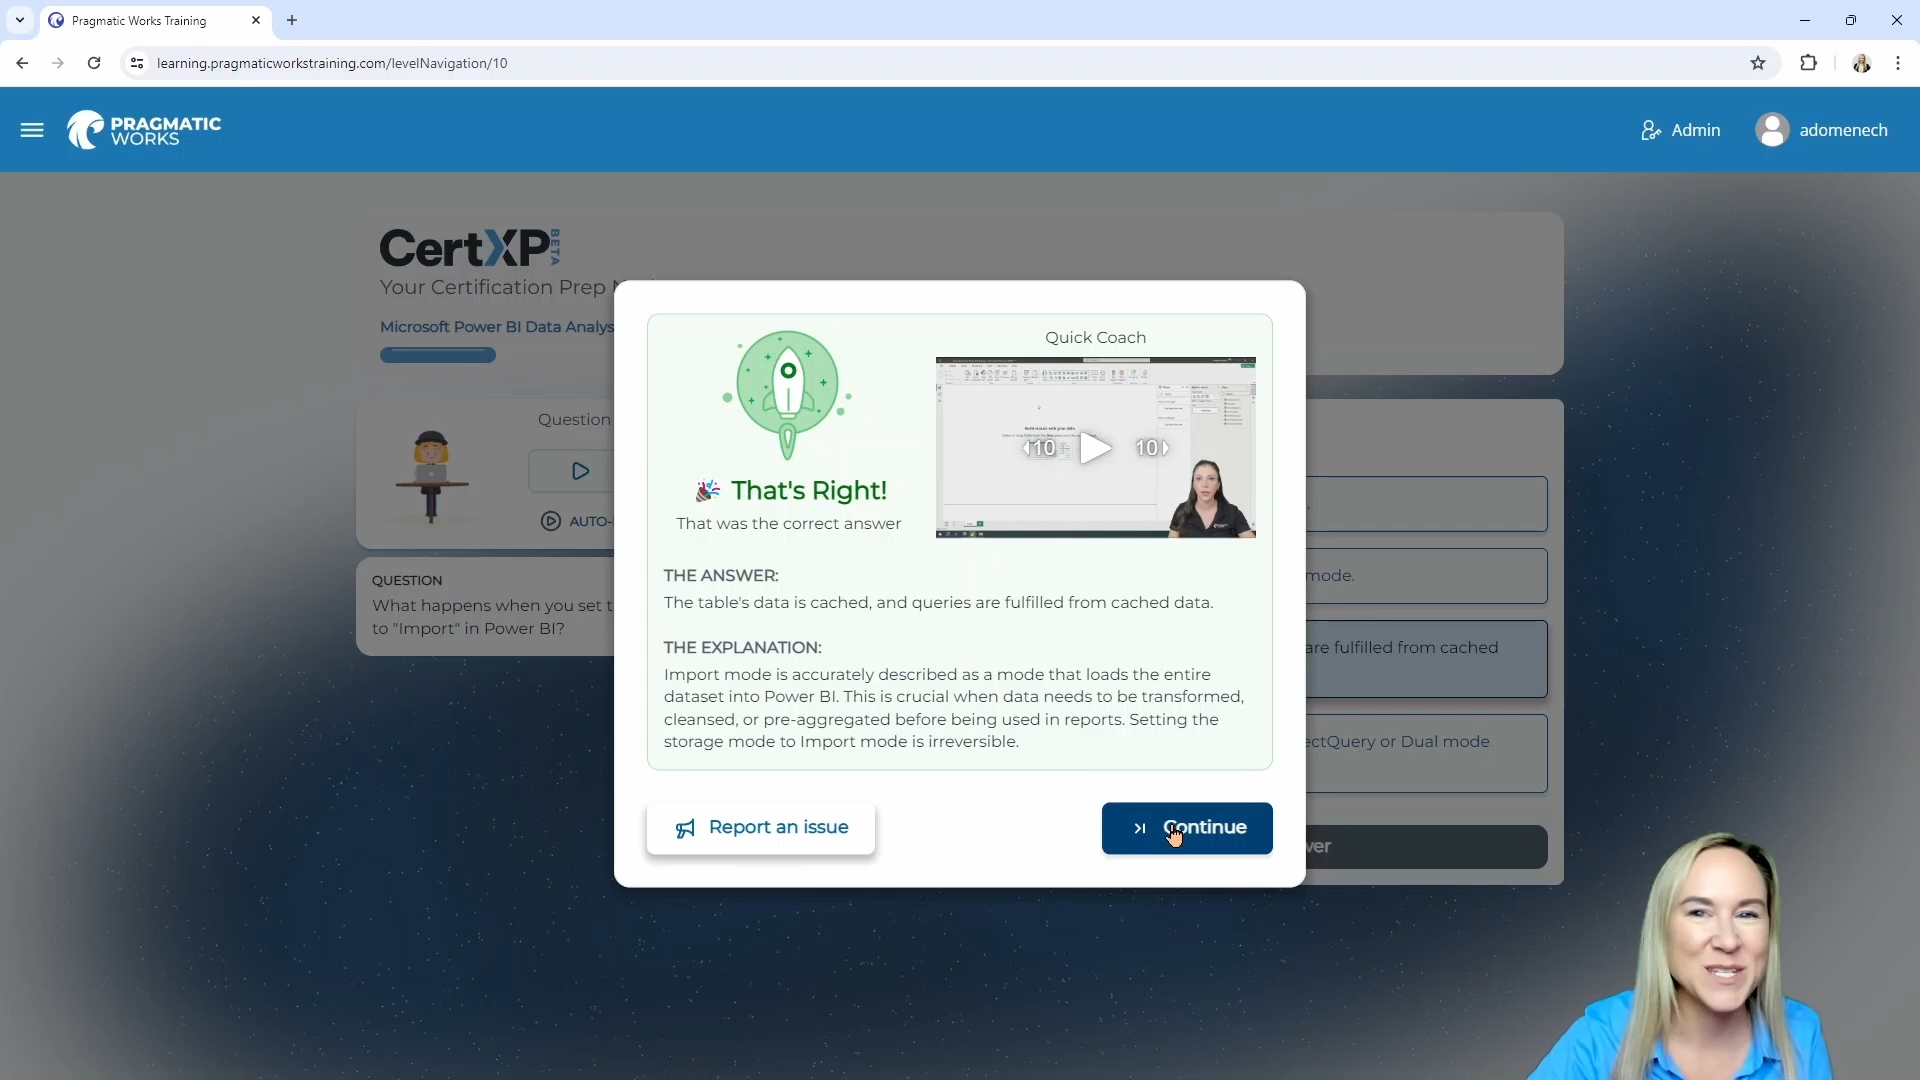 Pragmatic Works Training
learning.pragmaticworkstraining.com/levelNavigation/10
PRAGMATIC
WORKS
Admin
adomenech
CertXP BETA
Your Certification Prep
Microsoft Power BI Data Analys
Question
AUTO-
QUESTION
What happens when you set t
to "Import" in Power BI?
Quick Coach
10
10
🎉 That's Right!
That was the correct answer
THE ANSWER:
The table's data is cached, and queries are fulfilled from cached data.
THE EXPLANATION:
Import mode is accurately described as a mode that loads the entire
dataset into Power BI. This is crucial when data needs to be transformed,
cleansed, or pre-aggregated before being used in reports. Setting the
storage mode to Import mode is irreversible.
Report an issue
Continue
mode.
are fulfilled from cached
ectQuery or Dual mode
ver